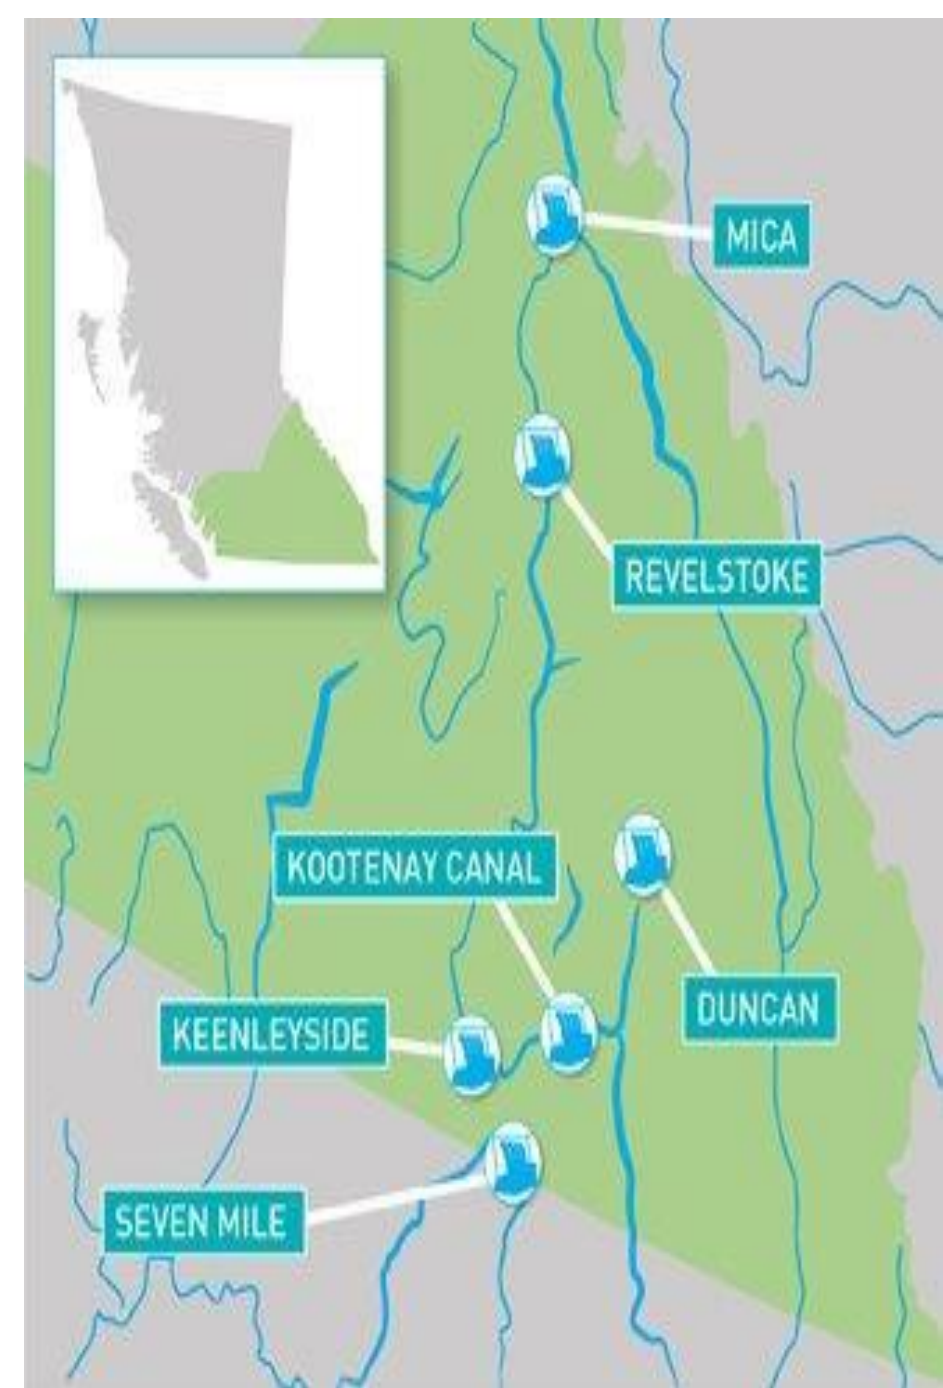 MICA
REVELSTOKE
KOOTENAY CANAL
DUNCAN
KEENLEYSIDE
SEVEN MILE